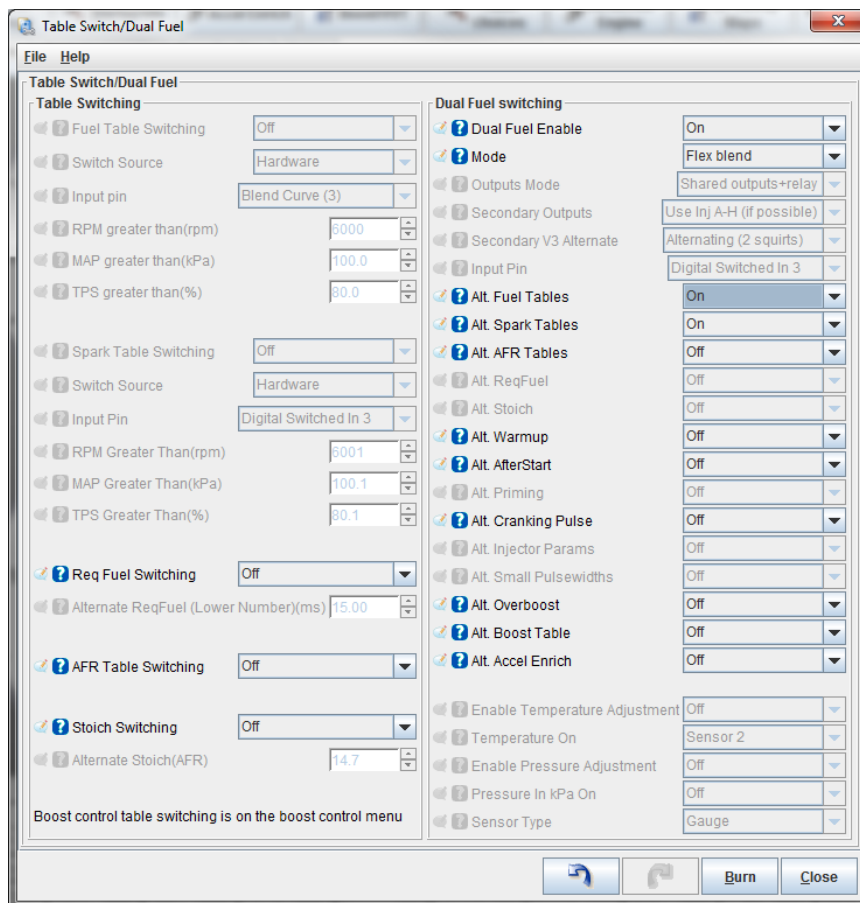 Table Switch/Dual Fuel
File Help
Table Switch/Dual Fuel
Table Switching
Fuel Table Switching Off
Switch Source Hardware
Input pin Blend Curve (3)
RPM greater than(rpm) 6000
MAP greater than(kPa) 100.0
TPS greater than(%) 80.0
Spark Table Switching Off
Switch Source Hardware
Input Pin Digital Switched In 3
RPM Greater Than(rpm) 6001
MAP Greater Than(kPa) 100.1
TPS Greater Than(%) 80.1
Req Fuel Switching Off
Alternate ReqFuel (Lower Number)(ms) 15.00
AFR Table Switching Off
Stoich Switching Off
Alternate Stoich(AFR) 14.7
Boost control table switching is on the boost control menu
Dual Fuel switching
Dual Fuel Enable On
Mode Flex blend
Outputs Mode Shared outputs+relay
Secondary Outputs Use Inj A-H (if possible)
Secondary V3 Alternate Alternating (2 squirts)
Input Pin Digital Switched In 3
Alt. Fuel Tables On
Alt. Spark Tables On
Alt. AFR Tables Off
Alt. ReqFuel Off
Alt. Stoich Off
Alt. Warmup Off
Alt. AfterStart Off
Alt. Priming Off
Alt. Cranking Pulse Off
Alt. Injector Params Off
Alt. Small Pulsewidths Off
Alt. Overboost Off
Alt. Boost Table Off
Alt. Accel Enrich Off
Enable Temperature Adjustment Off
Temperature On Sensor 2
Enable Pressure Adjustment Off
Pressure In kPa On Off
Sensor Type Gauge
Burn Close